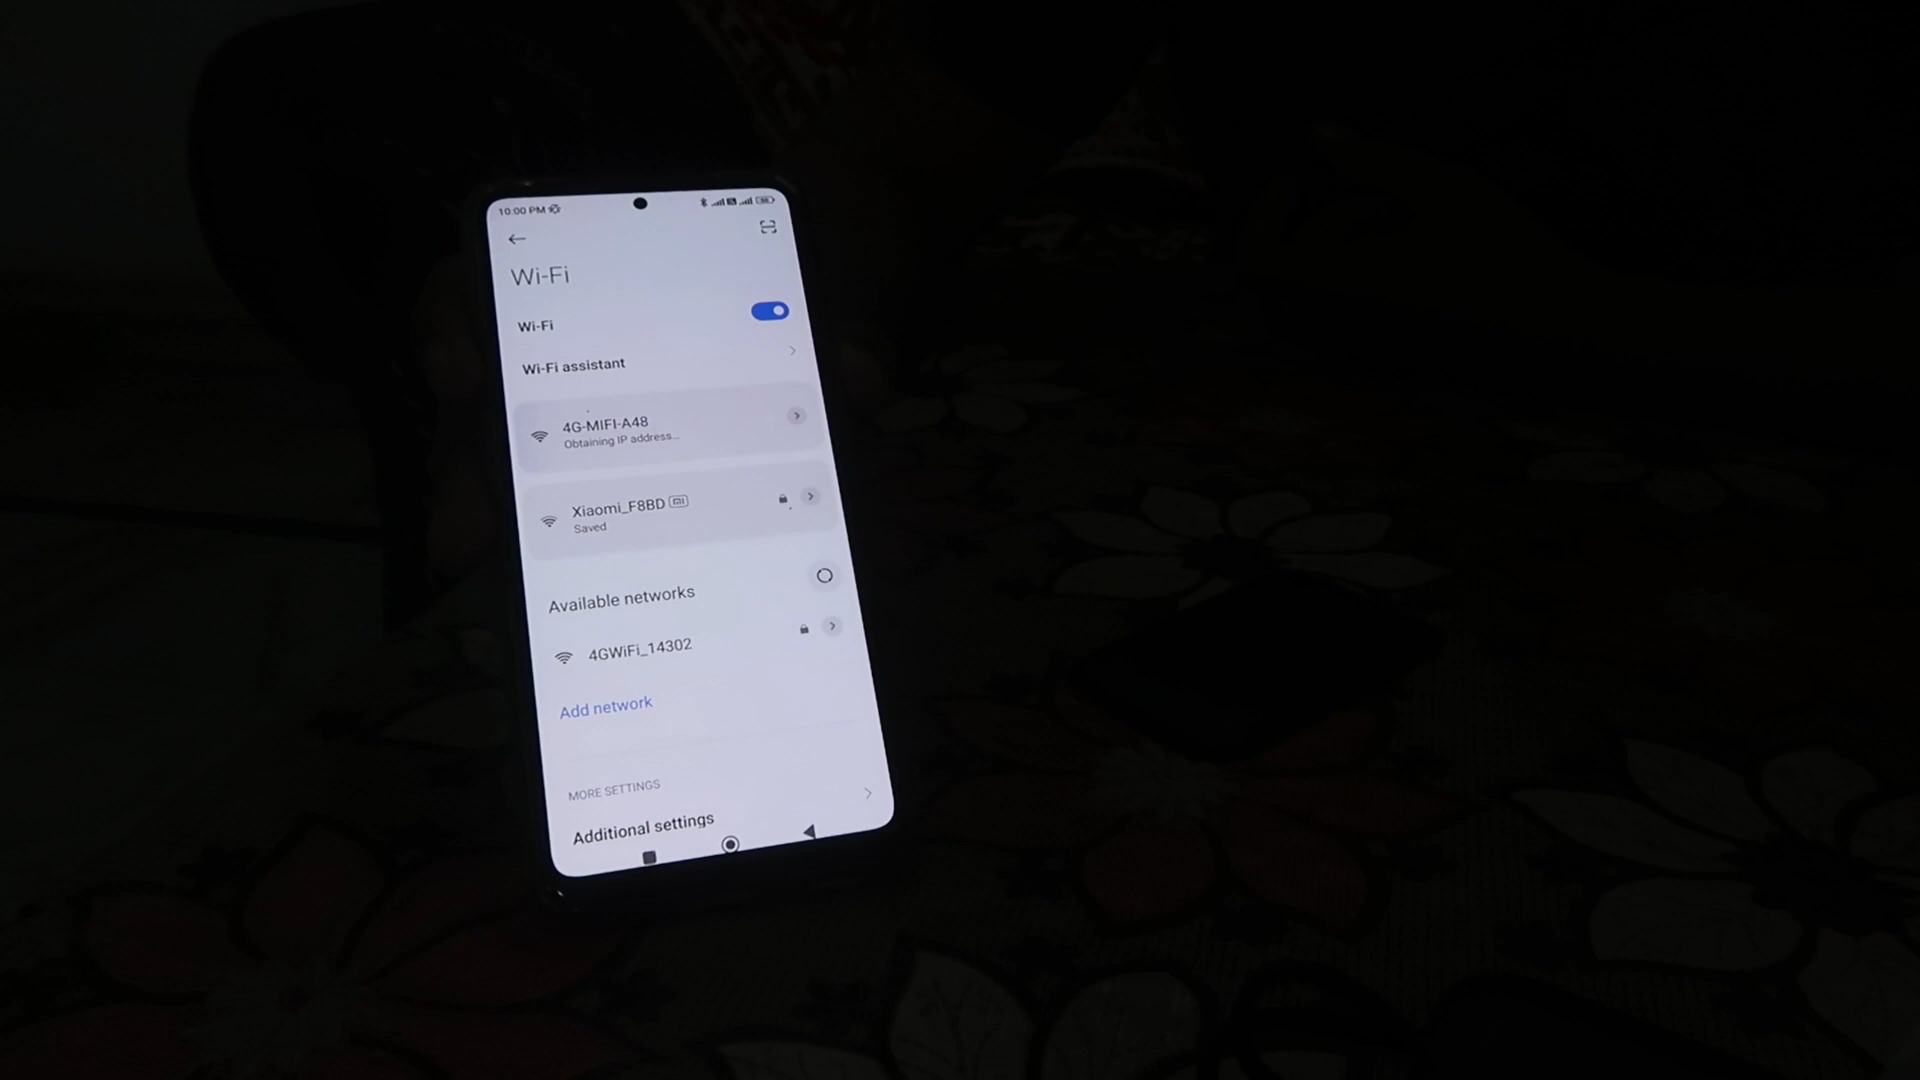 10:00 PM
Wi-Fi
Wi-Fi
Wi-Fi assistant
4G-MIFI-A48
Obtaining IP address...
Xiaomi_F8BD mi
Saved
Available networks
4GWiFi_14302
Add network
MORE SETTINGS
Additional settings